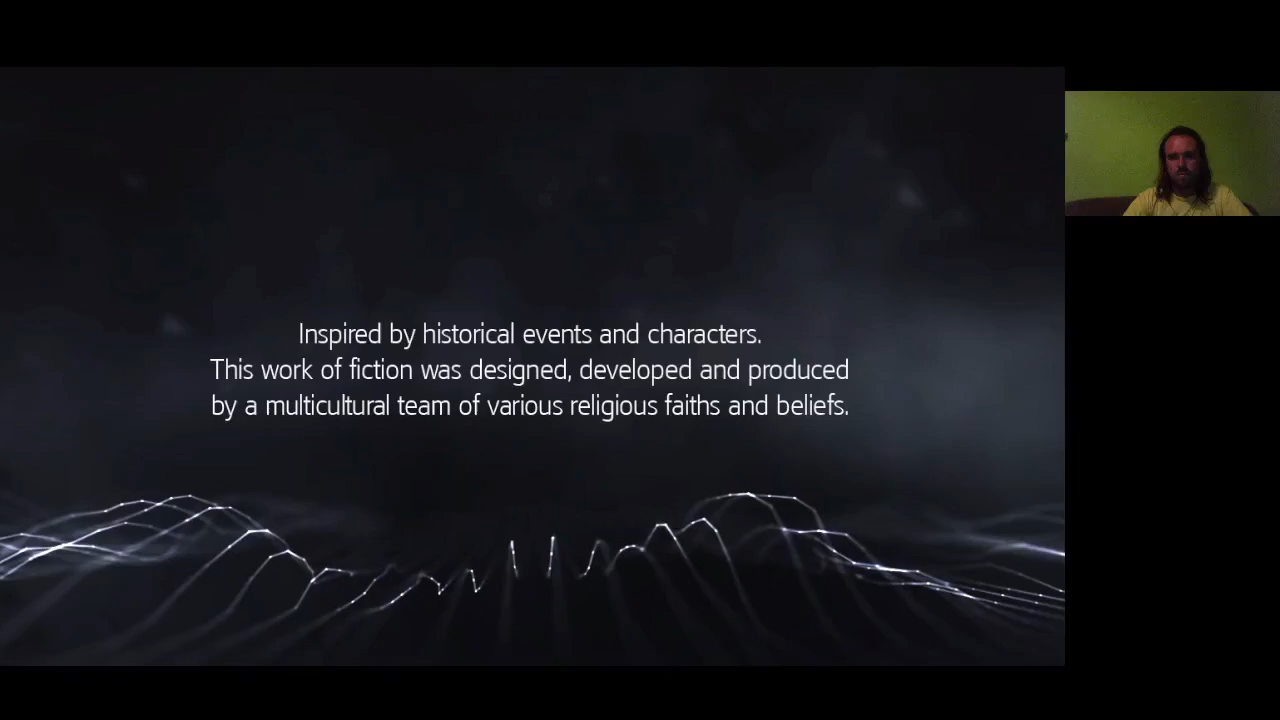 Inspired by historical events and characters.
This work of fiction was designed, developed and produced
by a multicultural team of various religious faiths and beliefs.